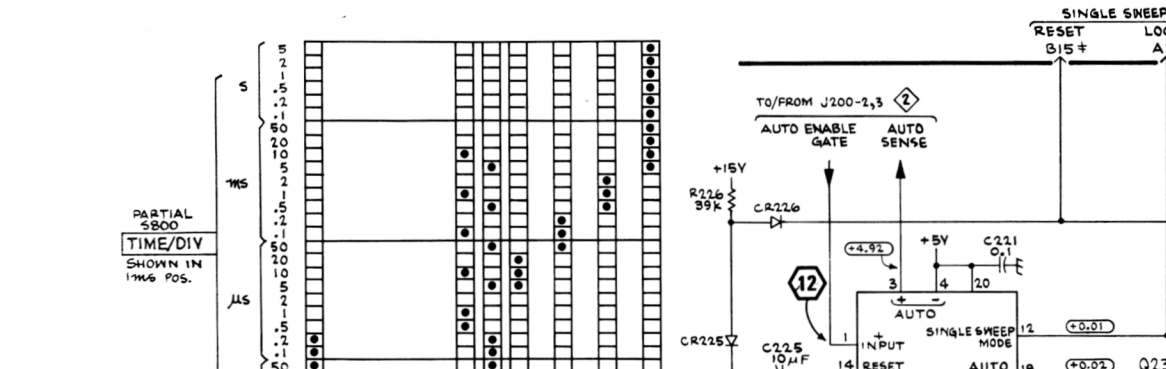 PARTIAL
S800
TIME/DIV
SHOWN IN
1ms POS.
s
5
2
1
.5
.2
.1
ms
50
20
10
5
2
1
.5
.2
.1
μs
50
20
10
5
2
1
.5
.2
.1
50
SINGLE SWEEP
RESET
B15‡
TO/FROM J200-2,3
2
AUTO ENABLE
GATE
AUTO
SENSE
+15V
R226
39K
CR226
+4.92
+5V
C221
0.1
12
3
4
20
+ −
AUTO
1
+
INPUT
SINGLE SWEEP
MODE
12
+0.01
CR225
C225
10μF
14 RESET
AUTO
19
+0.02